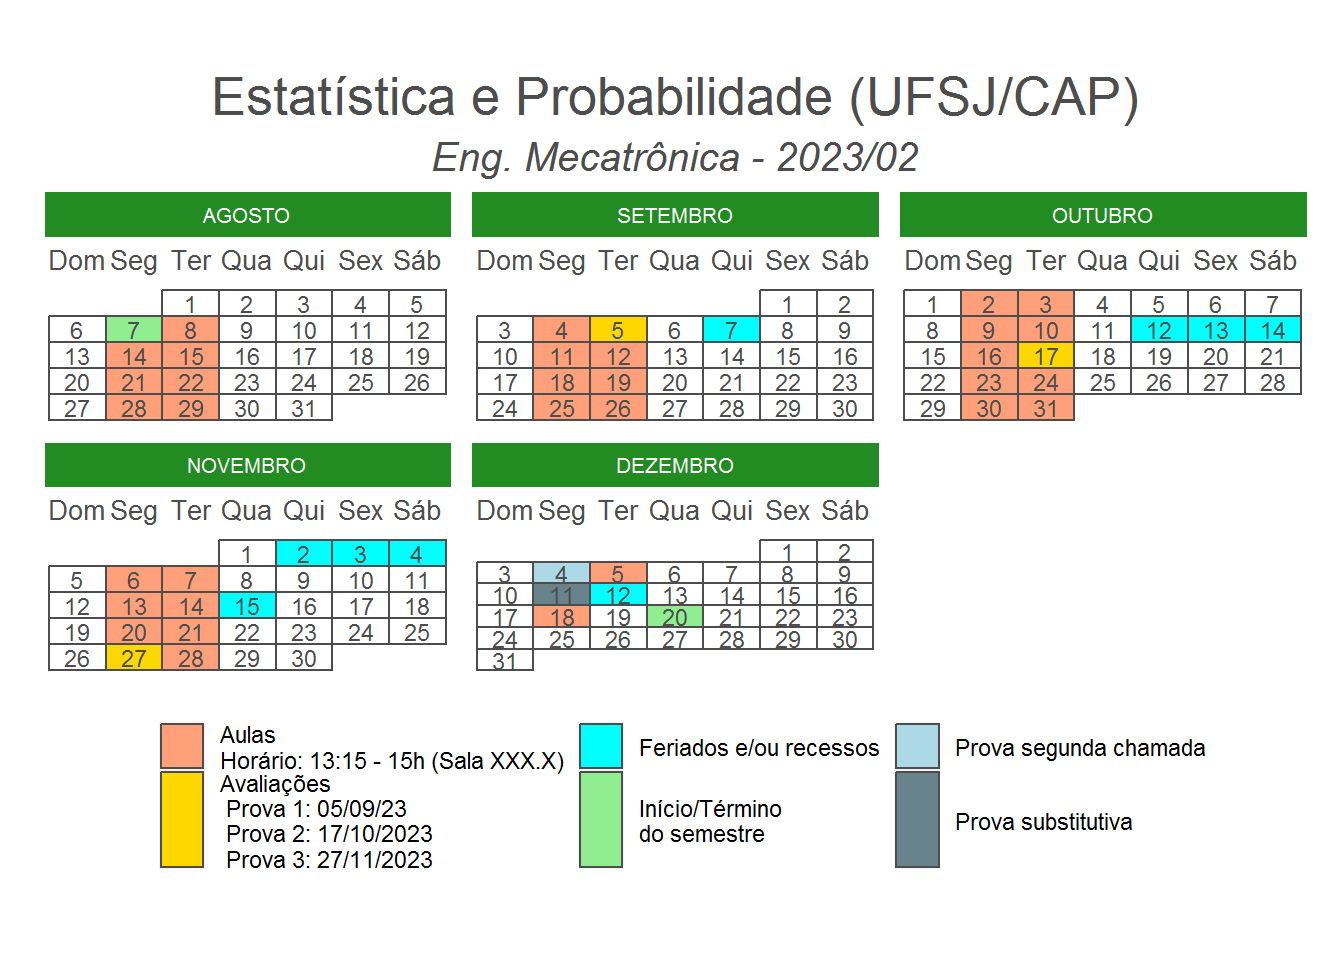 Estatística e Probabilidade (UFSJ/CAP)
Eng. Mecatrônica - 2023/02
AGOSTO
Dom Seg Ter Qua Qui Sex Sáb
1 2 3 4 5
6 7 8 9 10 11 12
13 14 15 16 17 18 19
20 21 22 23 24 25 26
27 28 29 30 31
SETEMBRO
Dom Seg Ter Qua Qui Sex Sáb
1 2
3 4 5 6 7 8 9
10 11 12 13 14 15 16
17 18 19 20 21 22 23
24 25 26 27 28 29 30
OUTUBRO
Dom Seg Ter Qua Qui Sex Sáb
1 2 3 4 5 6 7
8 9 10 11 12 13 14
15 16 17 18 19 20 21
22 23 24 25 26 27 28
29 30 31
NOVEMBRO
Dom Seg Ter Qua Qui Sex Sáb
1 2 3 4
5 6 7 8 9 10 11
12 13 14 15 16 17 18
19 20 21 22 23 24 25
26 27 28 29 30
DEZEMBRO
Dom Seg Ter Qua Qui Sex Sáb
1 2
3 4 5 6 7 8 9
10 11 12 13 14 15 16
17 18 19 20 21 22 23
24 25 26 27 28 29 30
31
Aulas
Horário: 13:15 - 15h (Sala XXX.X)
Avaliações
Prova 1: 05/09/23
Prova 2: 17/10/2023
Prova 3: 27/11/2023
Feriados e/ou recessos
Início/Término
do semestre
Prova segunda chamada
Prova substitutiva